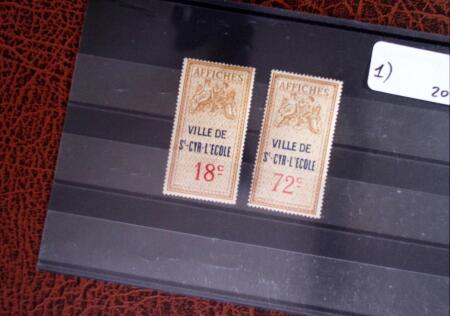 AFFICHES
VILLE DE
St-CYR-L'ECOLE
18c
AFFICHES
VILLE DE
St-CYR-L'ECOLE
72c
1)
20